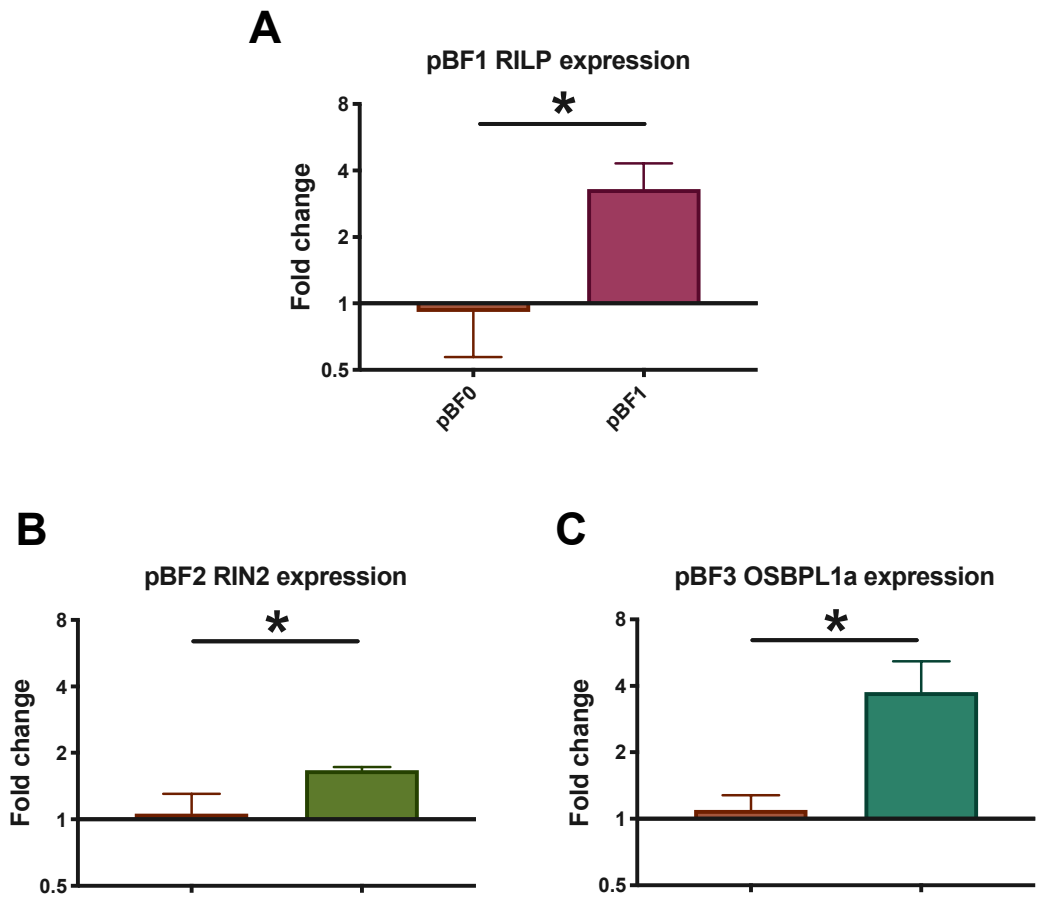 A
pBF1 RILP expression
*
Fold change
8
4
2
1
0.5
pBF0
pBF1
B
pBF2 RIN2 expression
*
Fold change
8
4
2
1
0.5
C
pBF3 OSBPL1a expression
*
Fold change
8
4
2
1
0.5